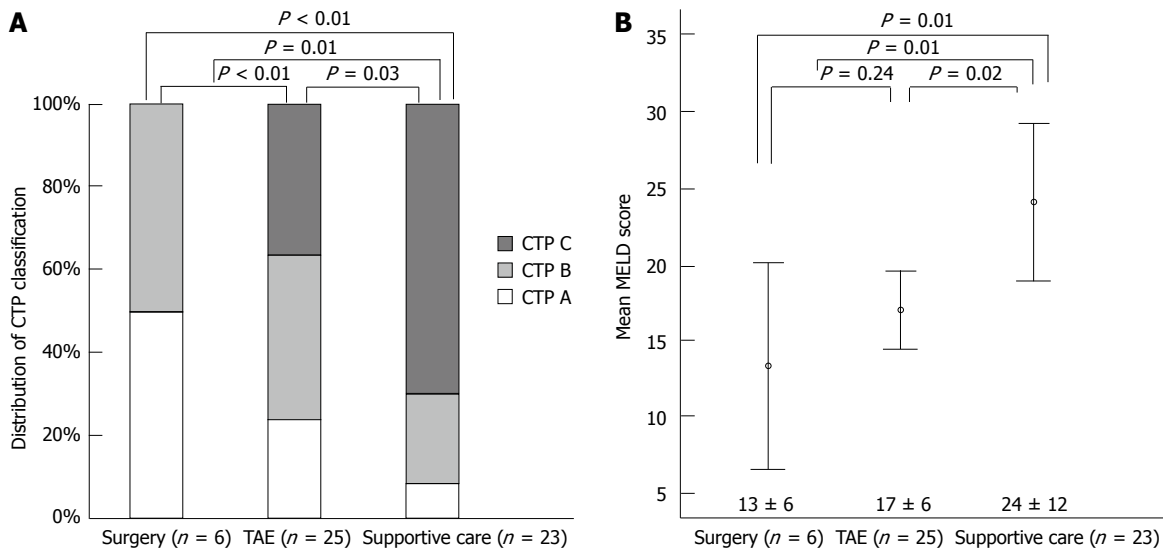 A
P < 0.01
P = 0.01
P < 0.01
P = 0.03
100%
80%
60%
40%
20%
0%
Distribution of CTP classification
CTP C
CTP B
CTP A
Surgery (n = 6)
TAE (n = 25)
Supportive care (n = 23)
B
P = 0.01
P = 0.01
P = 0.24
P = 0.02
35
30
25
20
15
10
5
Mean MELD score
13 ± 6
17 ± 6
24 ± 12
Surgery (n = 6)
TAE (n = 25)
Supportive care (n = 23)